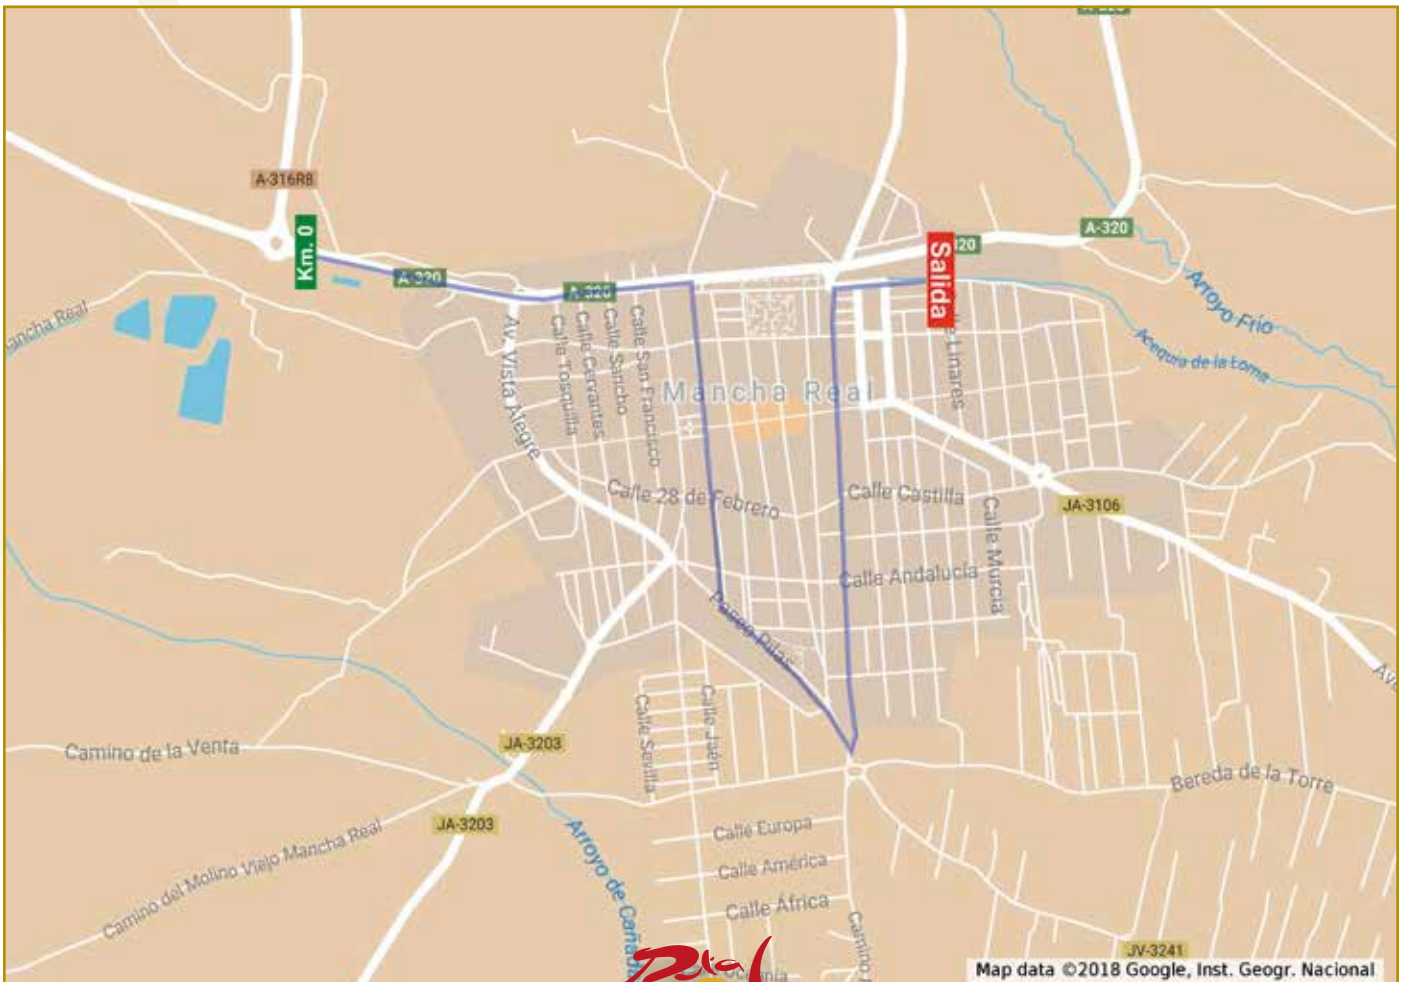 A-316R8
Km. 0
A-320
A-320
Salida
A-320
Arroyo Frío
Acequia de la Loma
Mancha Real
Av. Vista Alegre
Calle Tosquilla
Calle Cervantes
Calle Sancho
Calle San Francisco
Linares
Calle 28 de Febrero
Calle Castilla
Calle Murcia
JA-3106
Calle Andalucía
Paseo Pilas
Camino de la Venta
JA-3203
Calle Sevilla
Calle Jaén
Bereda de la Torre
JA-3203
Camino del Molino Viejo Mancha Real
Arroyo de Cañada
Calle Europa
Calle América
Calle África
Camino
JV-3241
Map data ©2018 Google, Inst. Geogr. Nacional